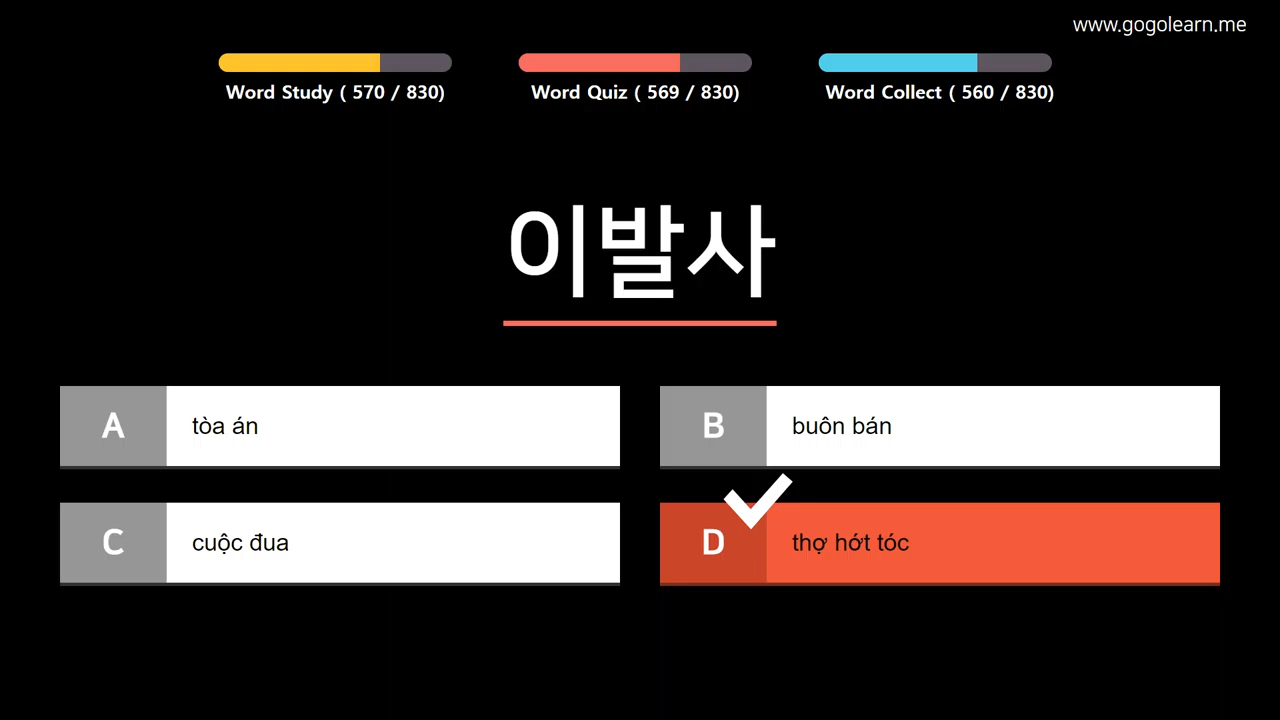 www.gogolearn.me
Word Study ( 570 / 830)
Word Quiz ( 569 / 830)
Word Collect ( 560 / 830)
이발사
A tòa án
B buôn bán
C cuộc đua
D thợ hớt tóc